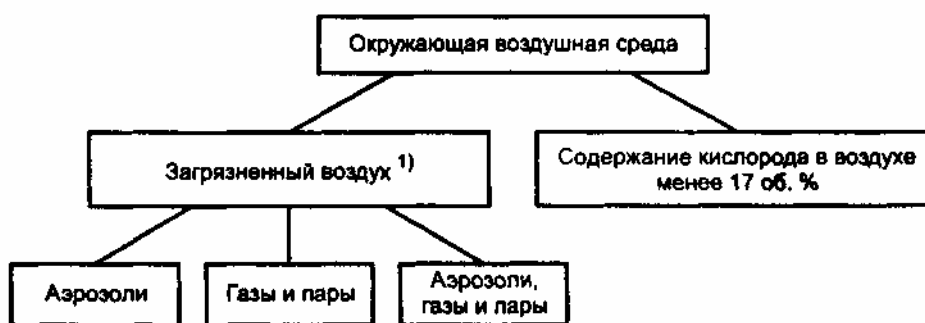 Окружающая воздушная среда
Загрязненный воздух 1)
Содержание кислорода в воздухе
менее 17 об. %
Аэрозоли
Газы и пары
Аэрозоли,
газы и пары